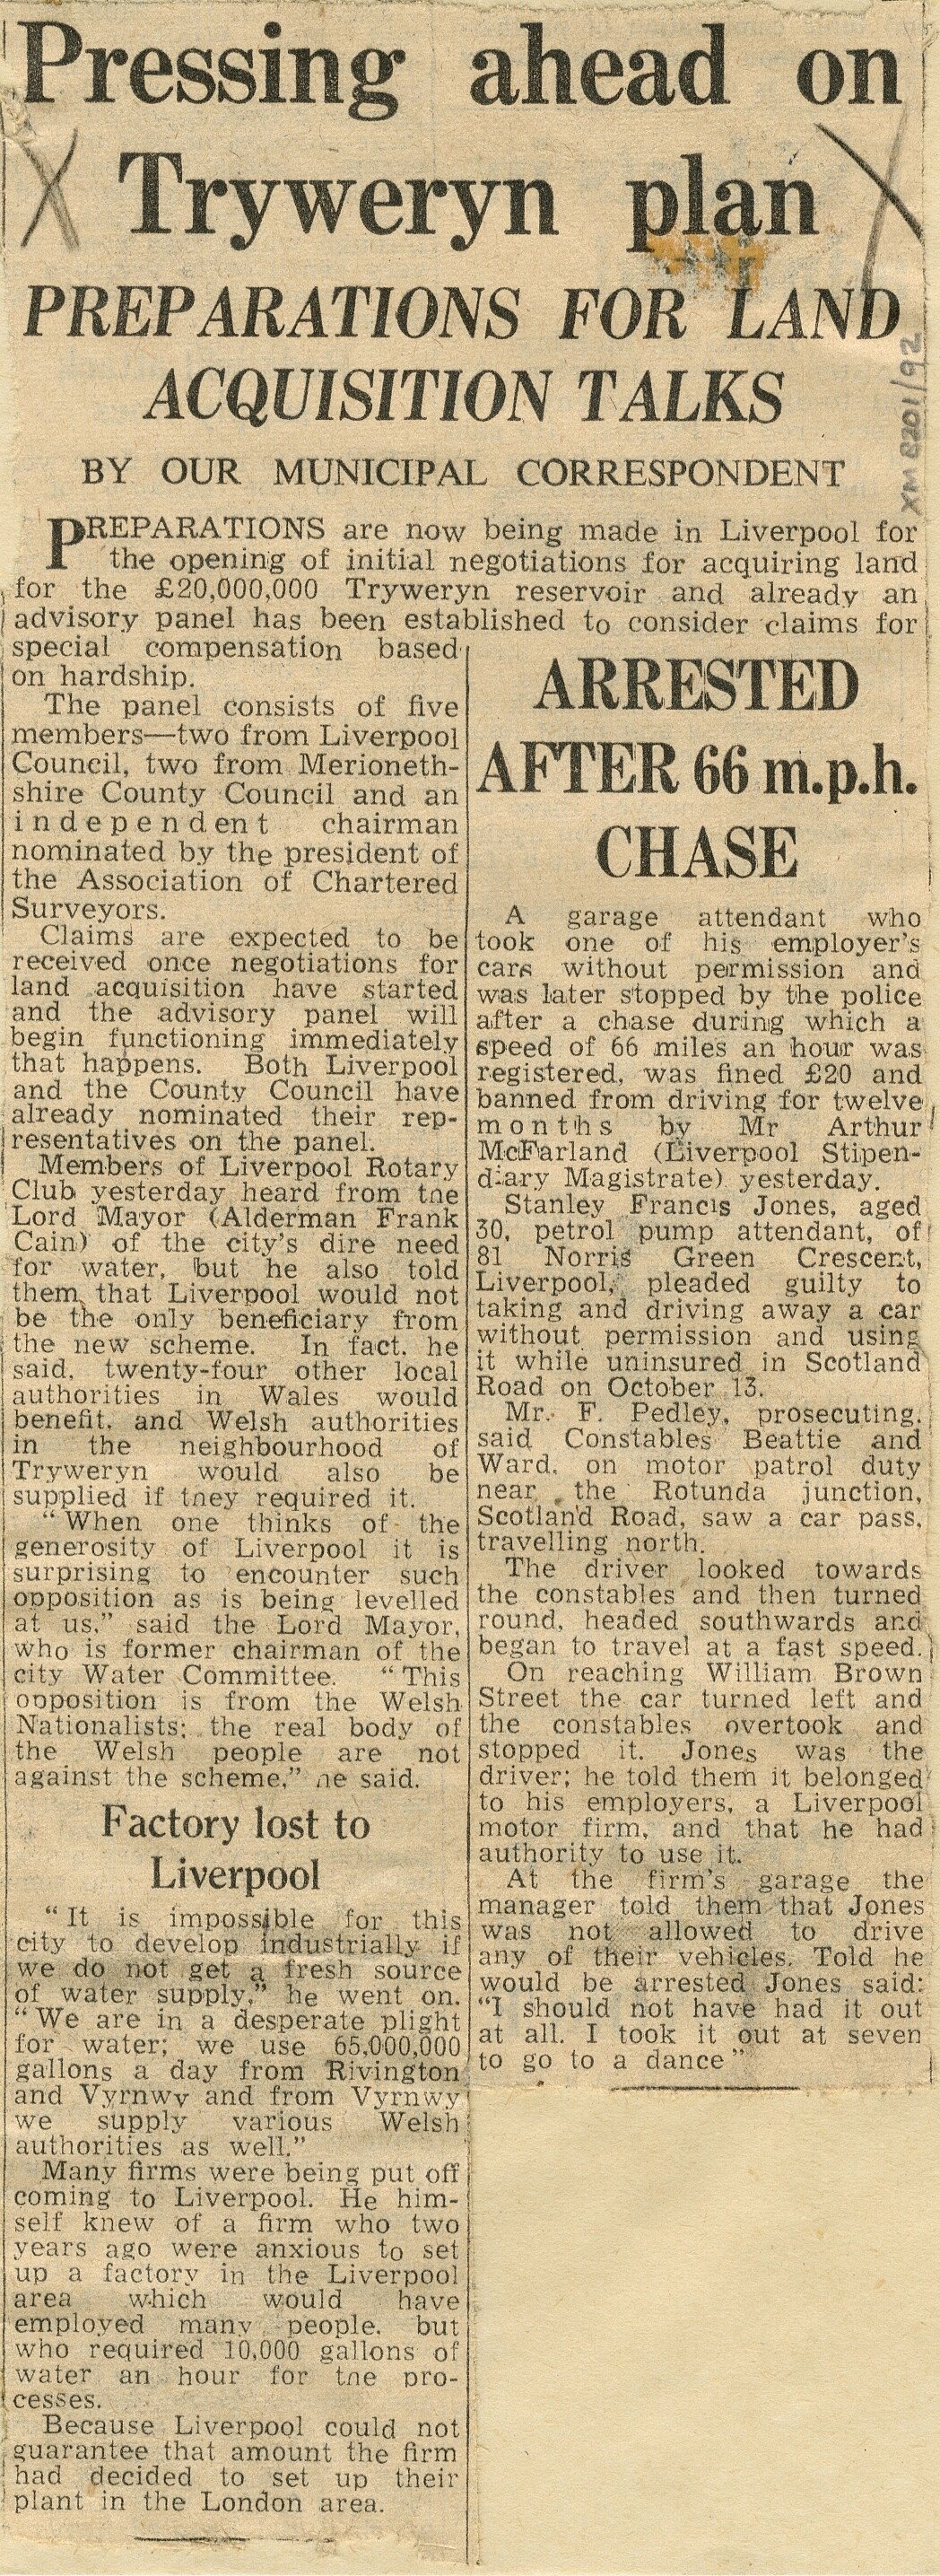 Pressing ahead on
Tryweryn plan
PREPARATIONS FOR LAND
ACQUISITION TALKS
XM 8201/92
BY OUR MUNICIPAL CORRESPONDENT
PREPARATIONS are now being made in Liverpool for
the opening of initial negotiations for acquiring land
for the £20,000,000 Tryweryn reservoir and already an
advisory panel has been established to consider claims for
special compensation based
on hardship.
The panel consists of five
members—two from Liverpool
Council, two from Merioneth-
shire County Council and an
independent chairman
nominated by the president of
the Association of Chartered
Surveyors.
Claims are expected to be
received once negotiations for
land acquisition have started
and the advisory panel will
begin functioning immediately
that happens. Both Liverpool
and the County Council have
already nominated their rep-
resentatives on the panel.
Members of Liverpool Rotary
Club yesterday heard from the
Lord Mayor (Alderman Frank
Cain) of the city's dire need
for water, but he also told
them that Liverpool would not
be the only beneficiary from
the new scheme. In fact, he
said, twenty-four other local
authorities in Wales would
benefit, and Welsh authorities
in the neighbourhood of
Tryweryn would also be
supplied if they required it.
"When one thinks of the
generosity of Liverpool it is
surprising to encounter such
opposition as is being levelled
at us," said the Lord Mayor,
who is former chairman of the
city Water Committee. "This
opposition is from the Welsh
Nationalists; the real body of
the Welsh people are not
against the scheme," he said.
Factory lost to
Liverpool
"It is impossible for this
city to develop industrially if
we do not get a fresh source
of water supply," he went on.
"We are in a desperate plight
for water; we use 65,000,000
gallons a day from Rivington
and Vyrnwy and from Vyrnwy
we supply various Welsh
authorities as well."
Many firms were being put off
coming to Liverpool. He him-
self knew of a firm who two
years ago were anxious to set
up a factory in the Liverpool
area which would have
employed many people, but
who required 10,000 gallons of
water an hour for the pro-
cesses.
Because Liverpool could not
guarantee that amount the firm
had decided to set up their
plant in the London area.
ARRESTED
AFTER 66 m.p.h.
CHASE
A garage attendant who
took one of his employer's
cars without permission and
was later stopped by the police
after a chase during which a
speed of 66 miles an hour was
registered, was fined £20 and
banned from driving for twelve
months by Mr Arthur
McFarland (Liverpool Stipen-
diary Magistrate) yesterday.
Stanley Francis Jones, aged
30, petrol pump attendant, of
81 Norris Green Crescent,
Liverpool, pleaded guilty to
taking and driving away a car
without permission and using
it while uninsured in Scotland
Road on October 13.
Mr. F. Pedley, prosecuting,
said Constables Beattie and
Ward, on motor patrol duty
near the Rotunda junction,
Scotland Road, saw a car pass,
travelling north.
The driver looked towards
the constables and then turned
round, headed southwards and
began to travel at a fast speed.
On reaching William Brown
Street the car turned left and
the constables overtook and
stopped it. Jones was the
driver; he told them it belonged
to his employers, a Liverpool
motor firm, and that he had
authority to use it.
At the firm's garage the
manager told them that Jones
was not allowed to drive
any of their vehicles. Told he
would be arrested Jones said:
"I should not have had it out
at all. I took it out at seven
to go to a dance"